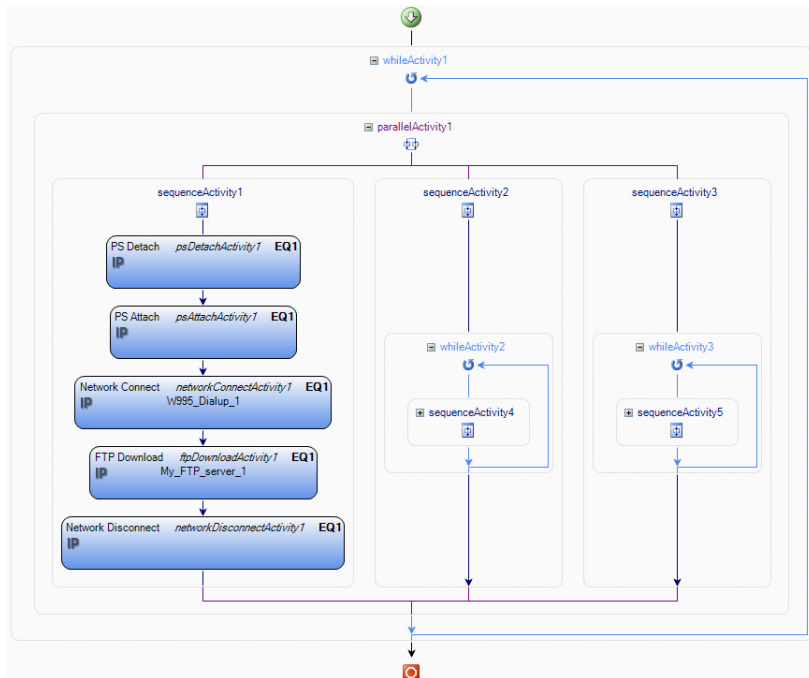 whileActivity1
parallelActivity1
sequenceActivity1
sequenceActivity2
sequenceActivity3
PS Detach psDetachActivity1 EQ1
IP
PS Attach psAttachActivity1 EQ1
IP
whileActivity2
whileActivity3
Network Connect networkConnectActivity1 EQ1
IP W995_Dialup_1
sequenceActivity4
sequenceActivity5
FTP Download ftpDownloadActivity1 EQ1
IP My_FTP_server_1
Network Disconnect networkDisconnectActivity1 EQ1
IP